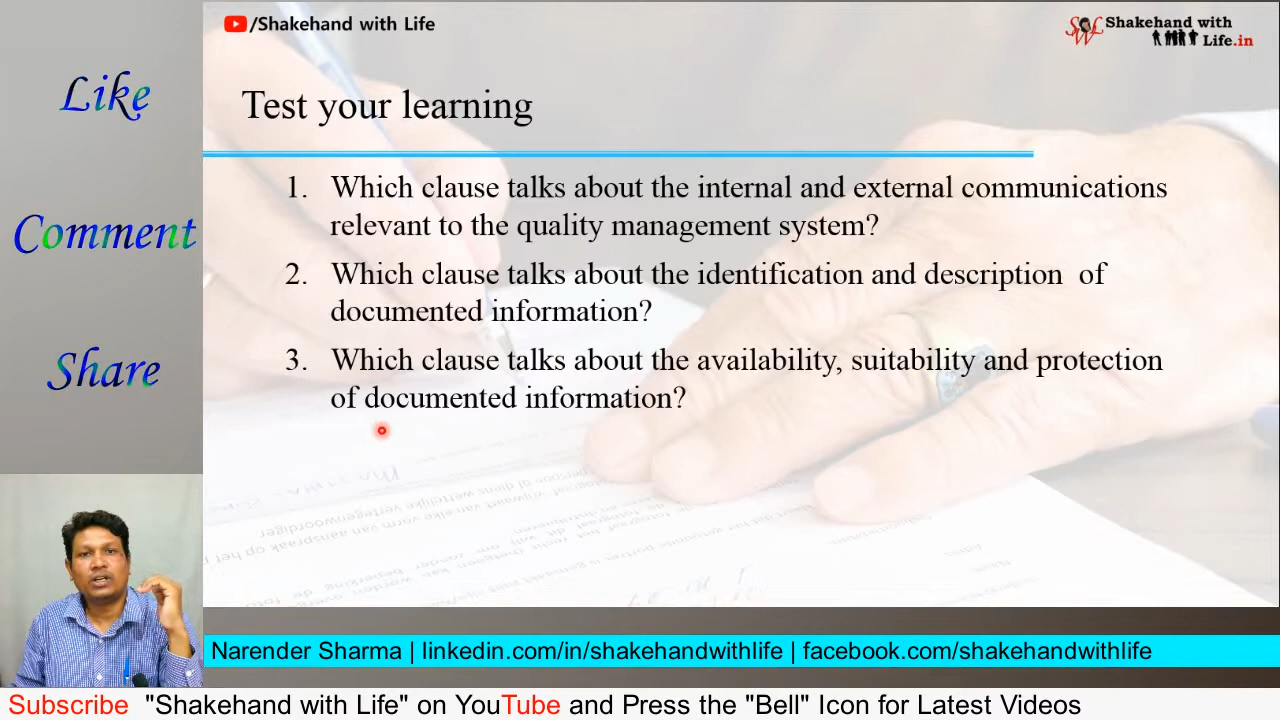 /Shakehand with Life
Shakehand with
Life.in
Like
Comment
Share
Test your learning
1. Which clause talks about the internal and external communications
relevant to the quality management system?
2. Which clause talks about the identification and description of
documented information?
3. Which clause talks about the availability, suitability and protection
of documented information?
Narender Sharma | linkedin.com/in/shakehandwithlife | facebook.com/shakehandwithlife
Subscribe "Shakehand with Life" on YouTube and Press the "Bell" Icon for Latest Videos